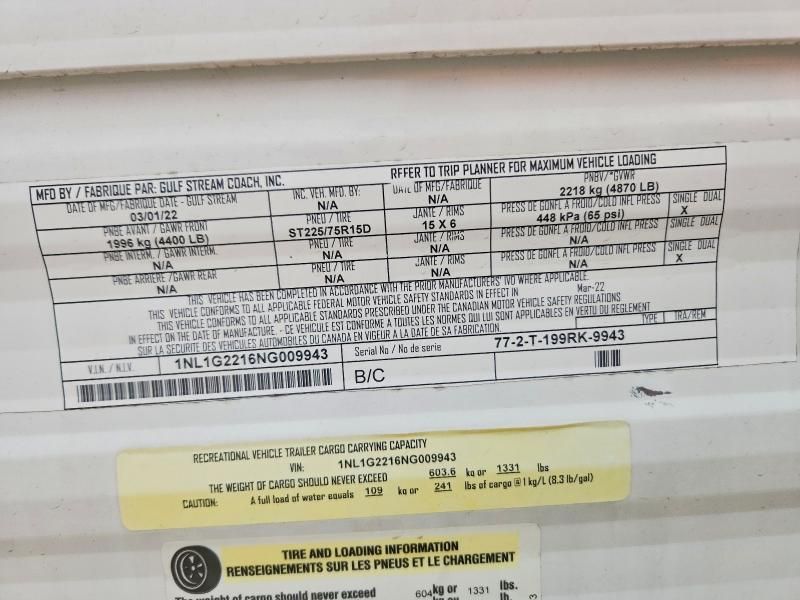 MFD BY / FABRIQUE PAR: GULF STREAM COACH, INC. RFFER TO TRIP PLANNER FOR MAXIMUM VEHICLE LOADING
DATE OF MFG/FABRIQUE DATE - GULF STREAM INC. VEH. MFD. BY: DATE OF MFG/FABRIQUE PNBV/*GVWR
03/01/22 N/A N/A 2218 kg (4870 LB)
PNBE AVANT / GAWR FRONT PNEU / TIRE JANTE / RIMS PRESS DE GONFL A FROID/COLD INFL PRESS SINGLE DUAL
1996 kg (4400 LB) ST225/75R15D 15 X 6 448 kPa (65 psi) X
PNBE INTERM. / GAWR INTERM. PNEU / TIRE JANTE / RIMS PRESS DE GONFL A FROID/COLD INFL PRESS SINGLE DUAL
N/A N/A N/A N/A
PNBE ARRIERE / GAWR REAR PNEU / TIRE JANTE / RIMS PRESS DE GONFL A FROID/COLD INFL PRESS SINGLE DUAL
N/A N/A N/A N/A X
THIS VEHICLE HAS BEEN COMPLETED IN ACCORDANCE WITH THE PRIOR MANUFACTURERS' IVD WHERE APPLICABLE.
THIS VEHICLE CONFORMS TO ALL APPLICABLE FEDERAL MOTOR VEHICLE SAFETY STANDARDS IN EFFECT IN Mar-22
THIS VEHICLE CONFORMS TO ALL APPLICABLE STANDARDS PRESCRIBED UNDER THE CANADIAN MOTOR VEHICLE SAFETY REGULATIONS
IN EFFECT ON THE DATE OF MANUFACTURE. - CE VEHICULE EST CONFORME A TOUTES LES NORMES QUI LUI SONT APPLICABLES EN VERTU DU REGLEMENT
SUR LA SECURITE DES VEHICULES AUTOMOBILES DU CANADA EN VIGEUR A LA DATE DE SA FABRICATION. TYPE TRA/REM
V.I.N. / N.I.V. 1NL1G2216NG009943 Serial No / No de serie 77-2-T-199RK-9943
B/C
RECREATIONAL VEHICLE TRAILER CARGO CARRYING CAPACITY
VIN: 1NL1G2216NG009943
THE WEIGHT OF CARGO SHOULD NEVER EXCEED 603.6 kg or 1331 lbs
CAUTION: A full load of water equals 109 kg or 241 lbs of cargo @ 1 kg/L (8.3 lb/gal)
TIRE AND LOADING INFORMATION
RENSEIGNEMENTS SUR LES PNEUS ET LE CHARGEMENT
The weight of cargo should never exceed 604 kg or 1331 lbs.